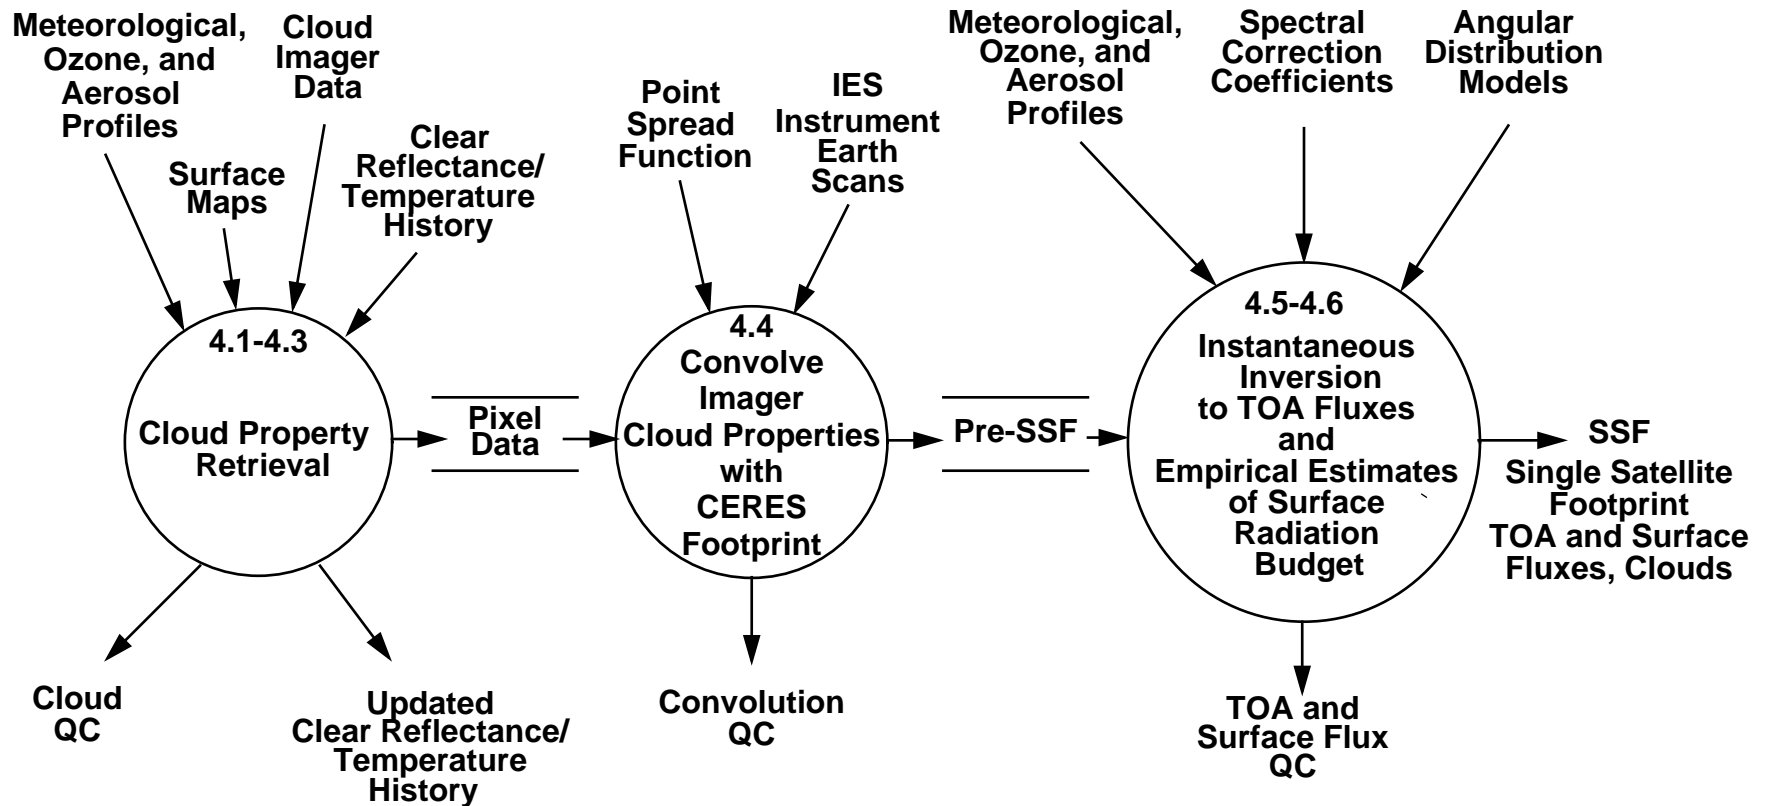 Meteorological,
Ozone, and
Aerosol
Profiles
Cloud
Imager
Data
Surface
Maps
Clear
Reflectance/
Temperature
History
4.1-4.3
Cloud Property
Retrieval
Cloud
QC
Updated
Clear Reflectance/
Temperature
History
Pixel
Data
Point
Spread
Function
IES
Instrument
Earth
Scans
4.4
Convolve
Imager
Cloud Properties
with
CERES
Footprint
Convolution
QC
Pre-SSF
Meteorological,
Ozone, and
Aerosol
Profiles
Spectral
Correction
Coefficients
Angular
Distribution
Models
4.5-4.6
Instantaneous
Inversion
to TOA Fluxes
and
Empirical Estimates
of Surface
Radiation
Budget
TOA and
Surface Flux
QC
SSF
Single Satellite
Footprint
TOA and Surface
Fluxes, Clouds